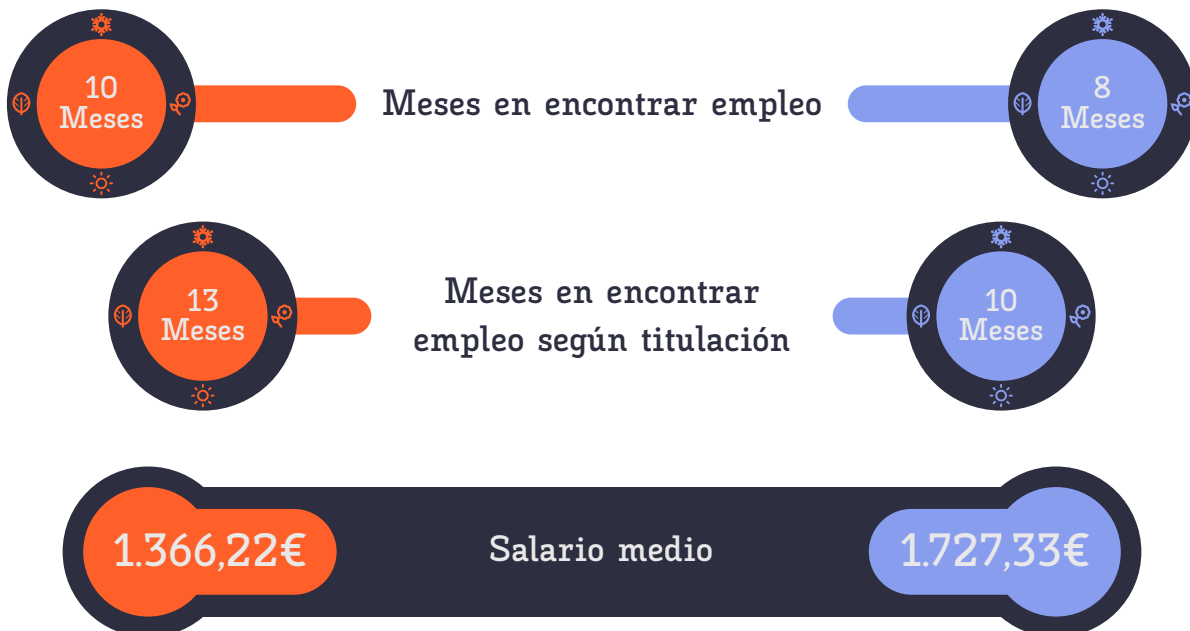 10
Meses
Meses en encontrar empleo
8
Meses
13
Meses
Meses en encontrar
empleo según titulación
10
Meses
1.366,22€
Salario medio
1.727,33€